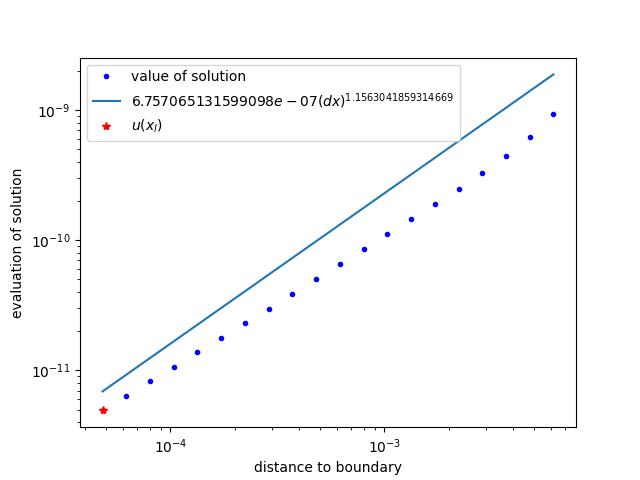 value of solution
6.757065131599098e − 07(dx)^1.1563041859314669
u(x_l)
10^−9
10^−10
10^−11
evaluation of solution
10^−4
10^−3
distance to boundary